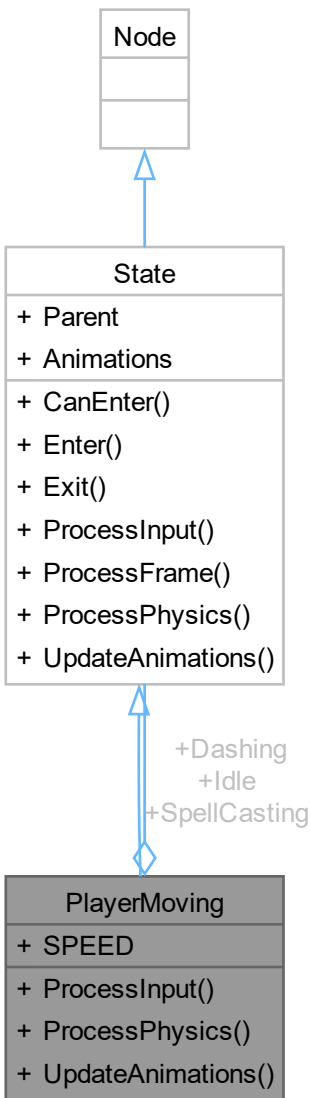 Node
State
+ Parent
+ Animations
+ CanEnter()
+ Enter()
+ Exit()
+ ProcessInput()
+ ProcessFrame()
+ ProcessPhysics()
+ UpdateAnimations()
+Dashing
+Idle
+SpellCasting
PlayerMoving
+ SPEED
+ ProcessInput()
+ ProcessPhysics()
+ UpdateAnimations()